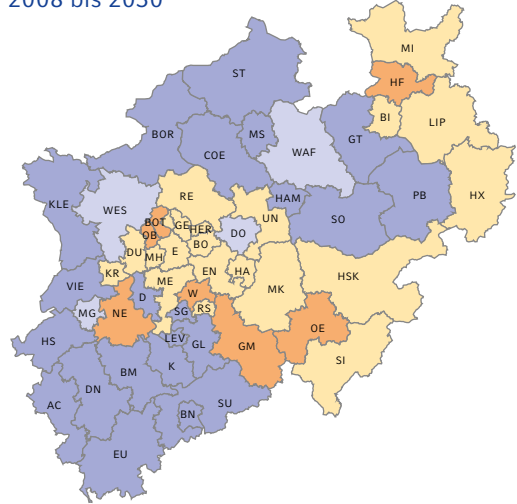 2008 bis 2030
MI
ST
HF
BI
LIP
MS
GT
BOR
COE
WAF
RE
HAM
PB
HX
KLE
WES
SO
BOT
GE
HER
UN
OB
DO
DU
MH
E
BO
KR
EN
HA
HSK
ME
VIE
D
W
MK
MG
NE
SG
RS
OE
HS
LEV
GL
GM
SI
BM
K
DN
AC
BN
SU
EU